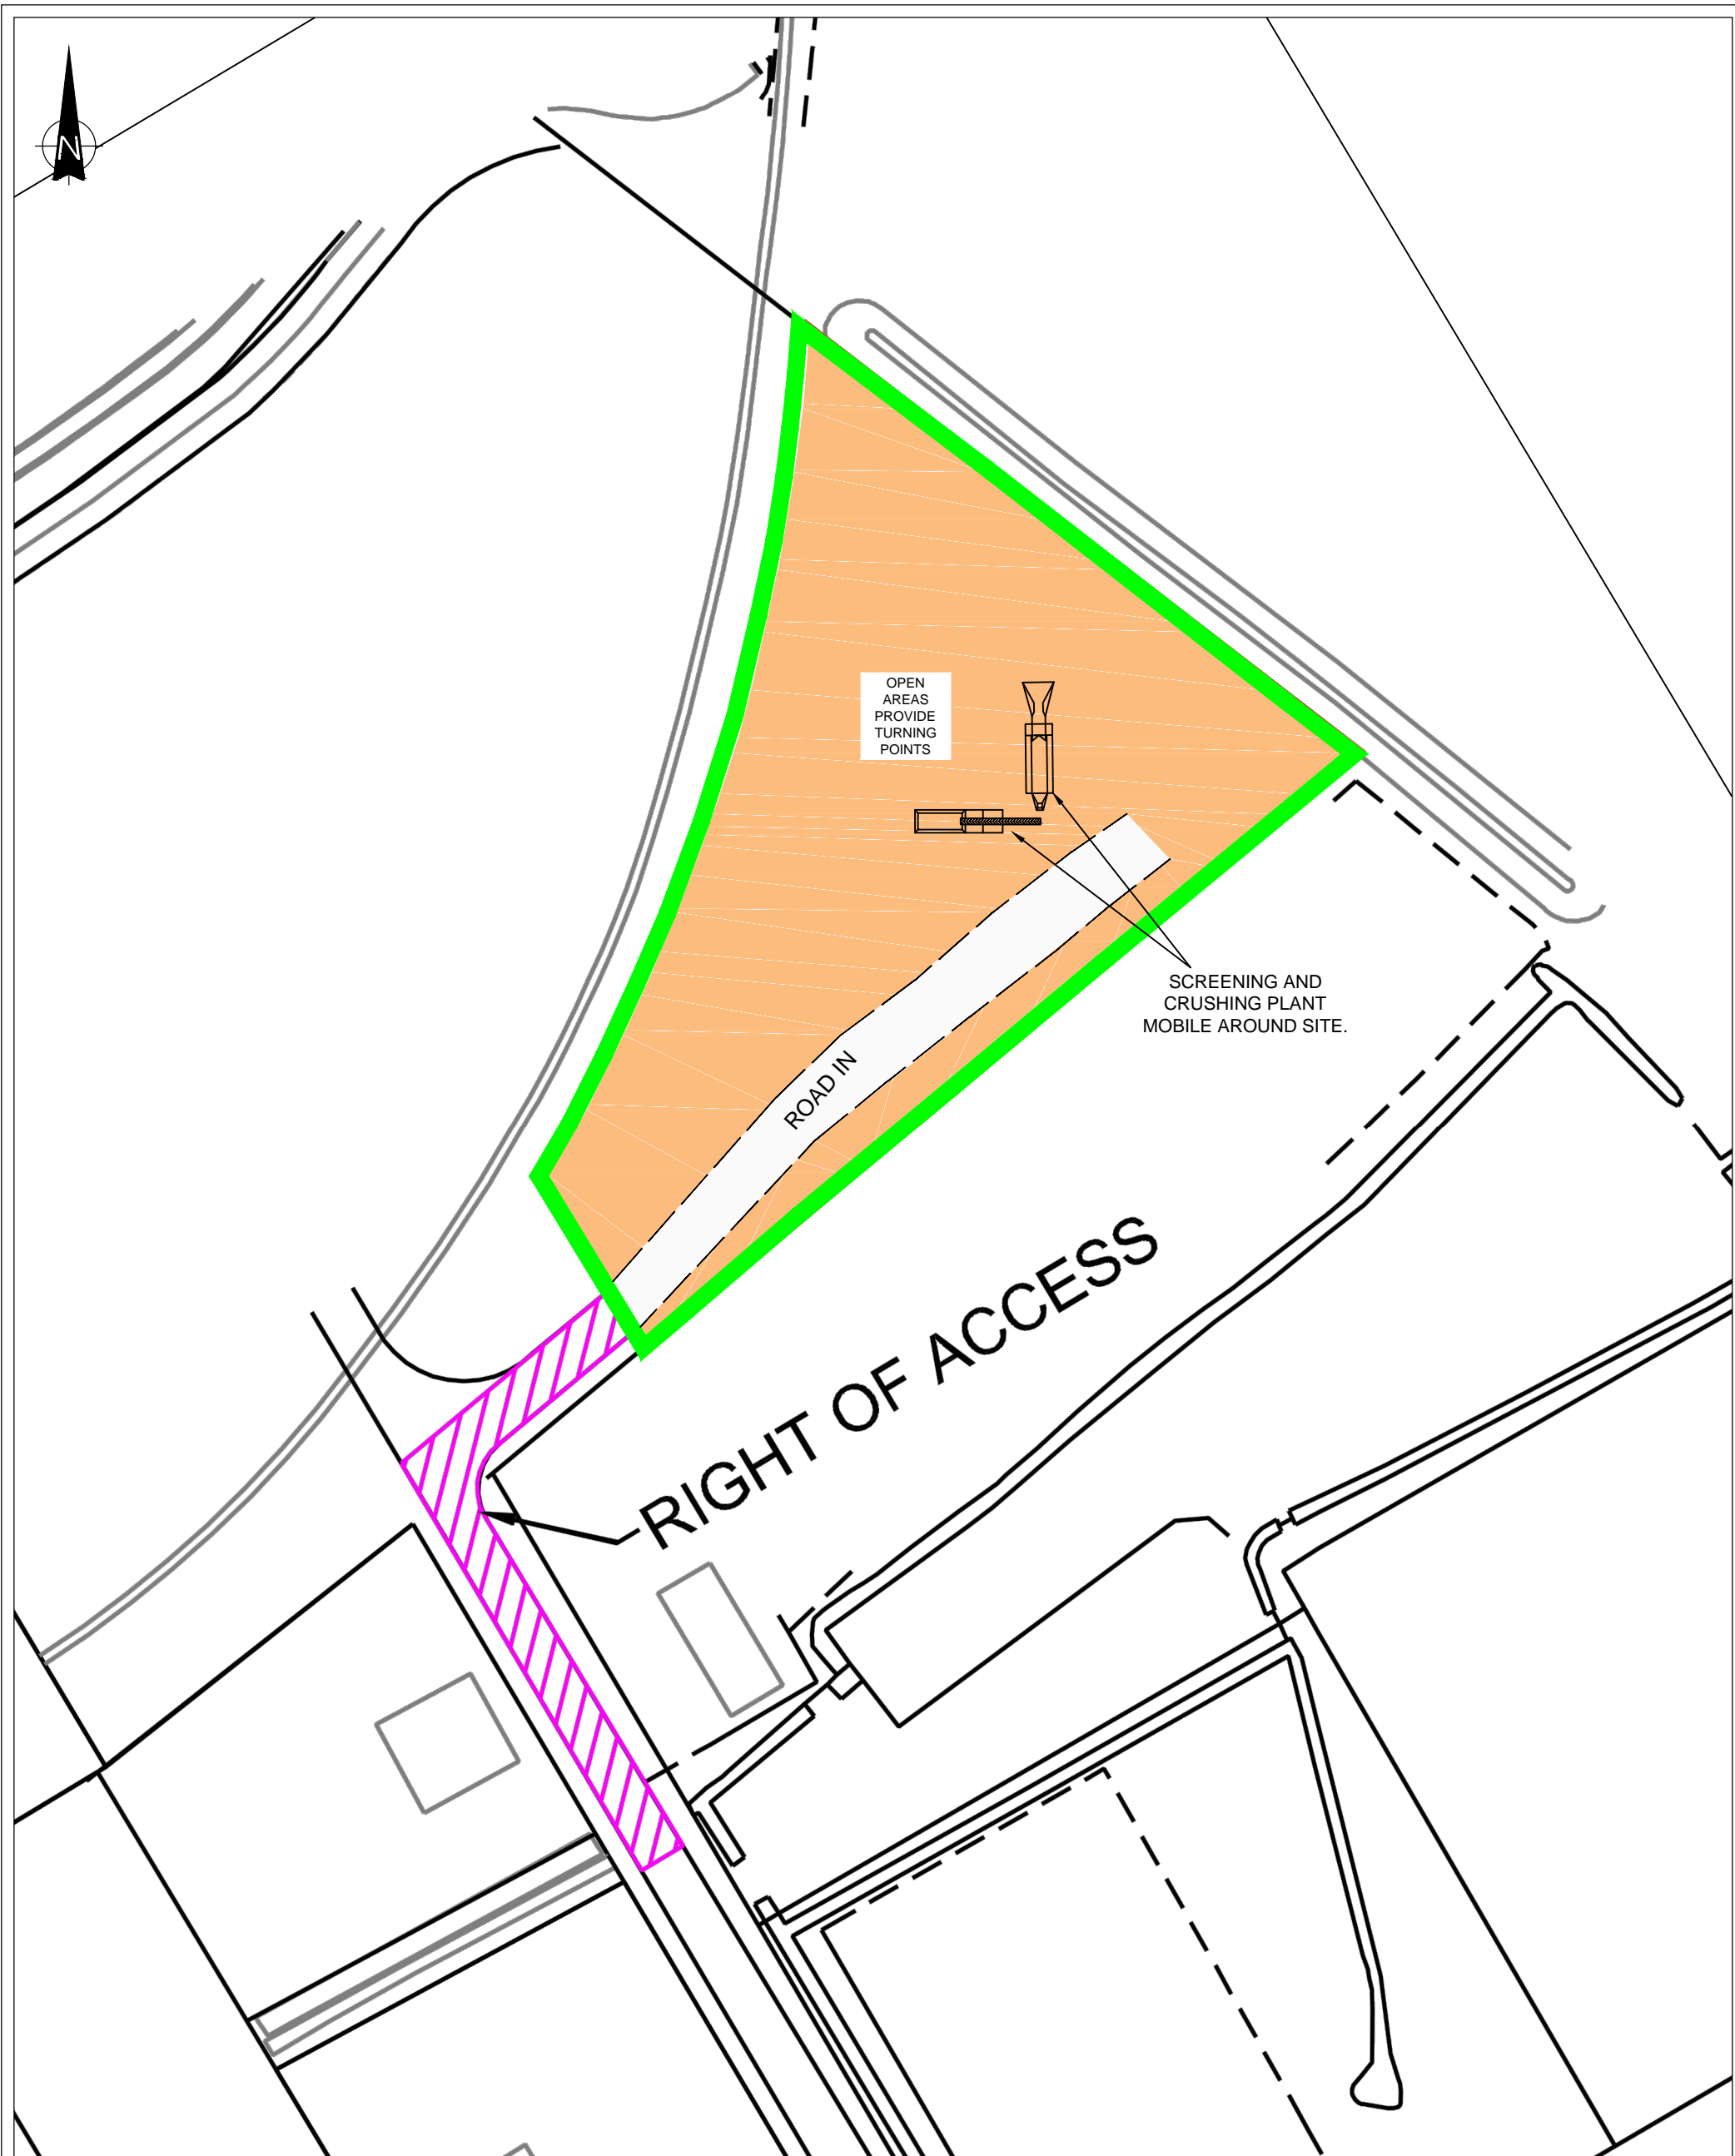 N
OPEN
AREAS
PROVIDE
TURNING
POINTS
SCREENING AND
CRUSHING PLANT
MOBILE AROUND SITE.
ROAD IN
RIGHT OF ACCESS